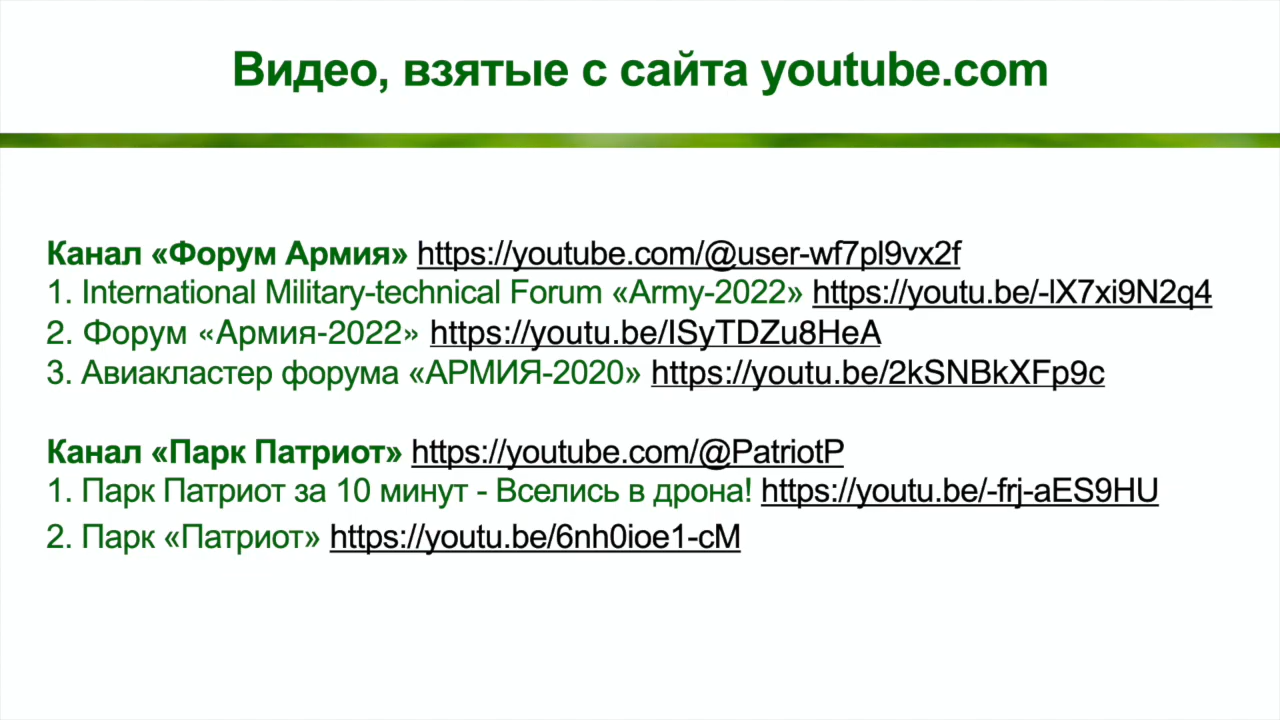 Видео, взятые с сайта youtube.com
Канал «Форум Армия» https://youtube.com/@user-wf7pl9vx2f
1. International Military-technical Forum «Army-2022» https://youtu.be/-lX7xi9N2q4
2. Форум «Армия-2022» https://youtu.be/ISyTDZu8HeA
3. Авиакластер форума «АРМИЯ-2020» https://youtu.be/2kSNBkXFp9c
Канал «Парк Патриот» https://youtube.com/@PatriotP
1. Парк Патриот за 10 минут - Вселись в дрона! https://youtu.be/-frj-aES9HU
2. Парк «Патриот» https://youtu.be/6nh0ioe1-cM